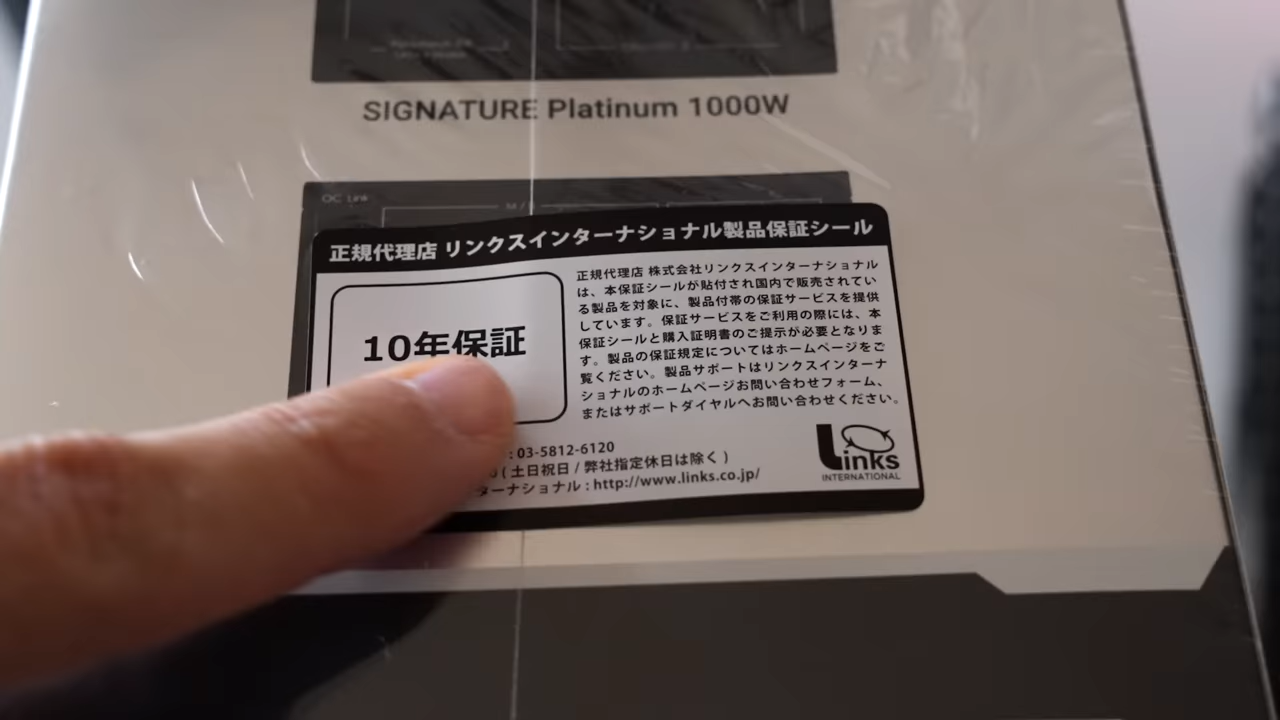 SIGNATURE Platinum 1000W
OC Link
M/B
正規代理店 リンクスインターナショナル製品保証シール
10年保証
正規代理店 株式会社リンクスインターナショナル
は、本保証シールが貼付され国内で販売されてい
る製品を対象に、製品付帯の保証サービスを提供
しています。保証サービスをご利用の際には、本
保証シールと購入証明書のご提示が必要となりま
す。製品の保証規定についてはホームページをご
覧ください。製品サポートはリンクスインターナ
ショナルのホームページお問い合わせフォーム、
またはサポートダイヤルへお問い合わせください。
: 03-5812-6120
( 土日祝日 / 弊社指定休日は除く )
ターナショナル : http://www.links.co.jp/
Links
INTERNATIONAL